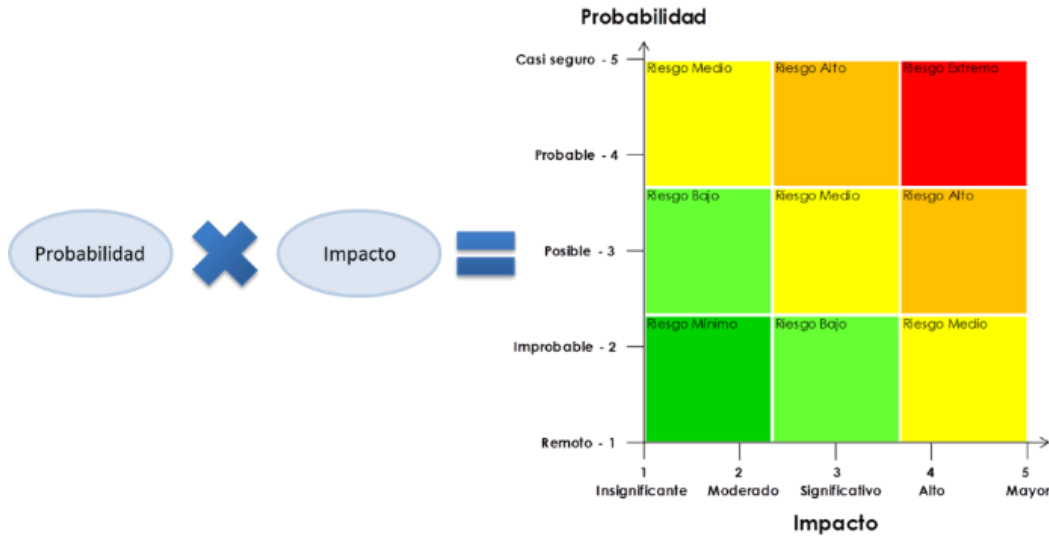 Probabilidad
Casi seguro - 5
Riesgo Medio Riesgo Alto Riesgo Extremo
Probable - 4
Riesgo Bajo Riesgo Medio Riesgo Alto
Probabilidad Impacto
Posible - 3
Riesgo Mínimo Riesgo Bajo Riesgo Medio
Improbable - 2
Remoto - 1
1 2 3 4 5
Insignificante Moderado Significativo Alto Mayor
Impacto